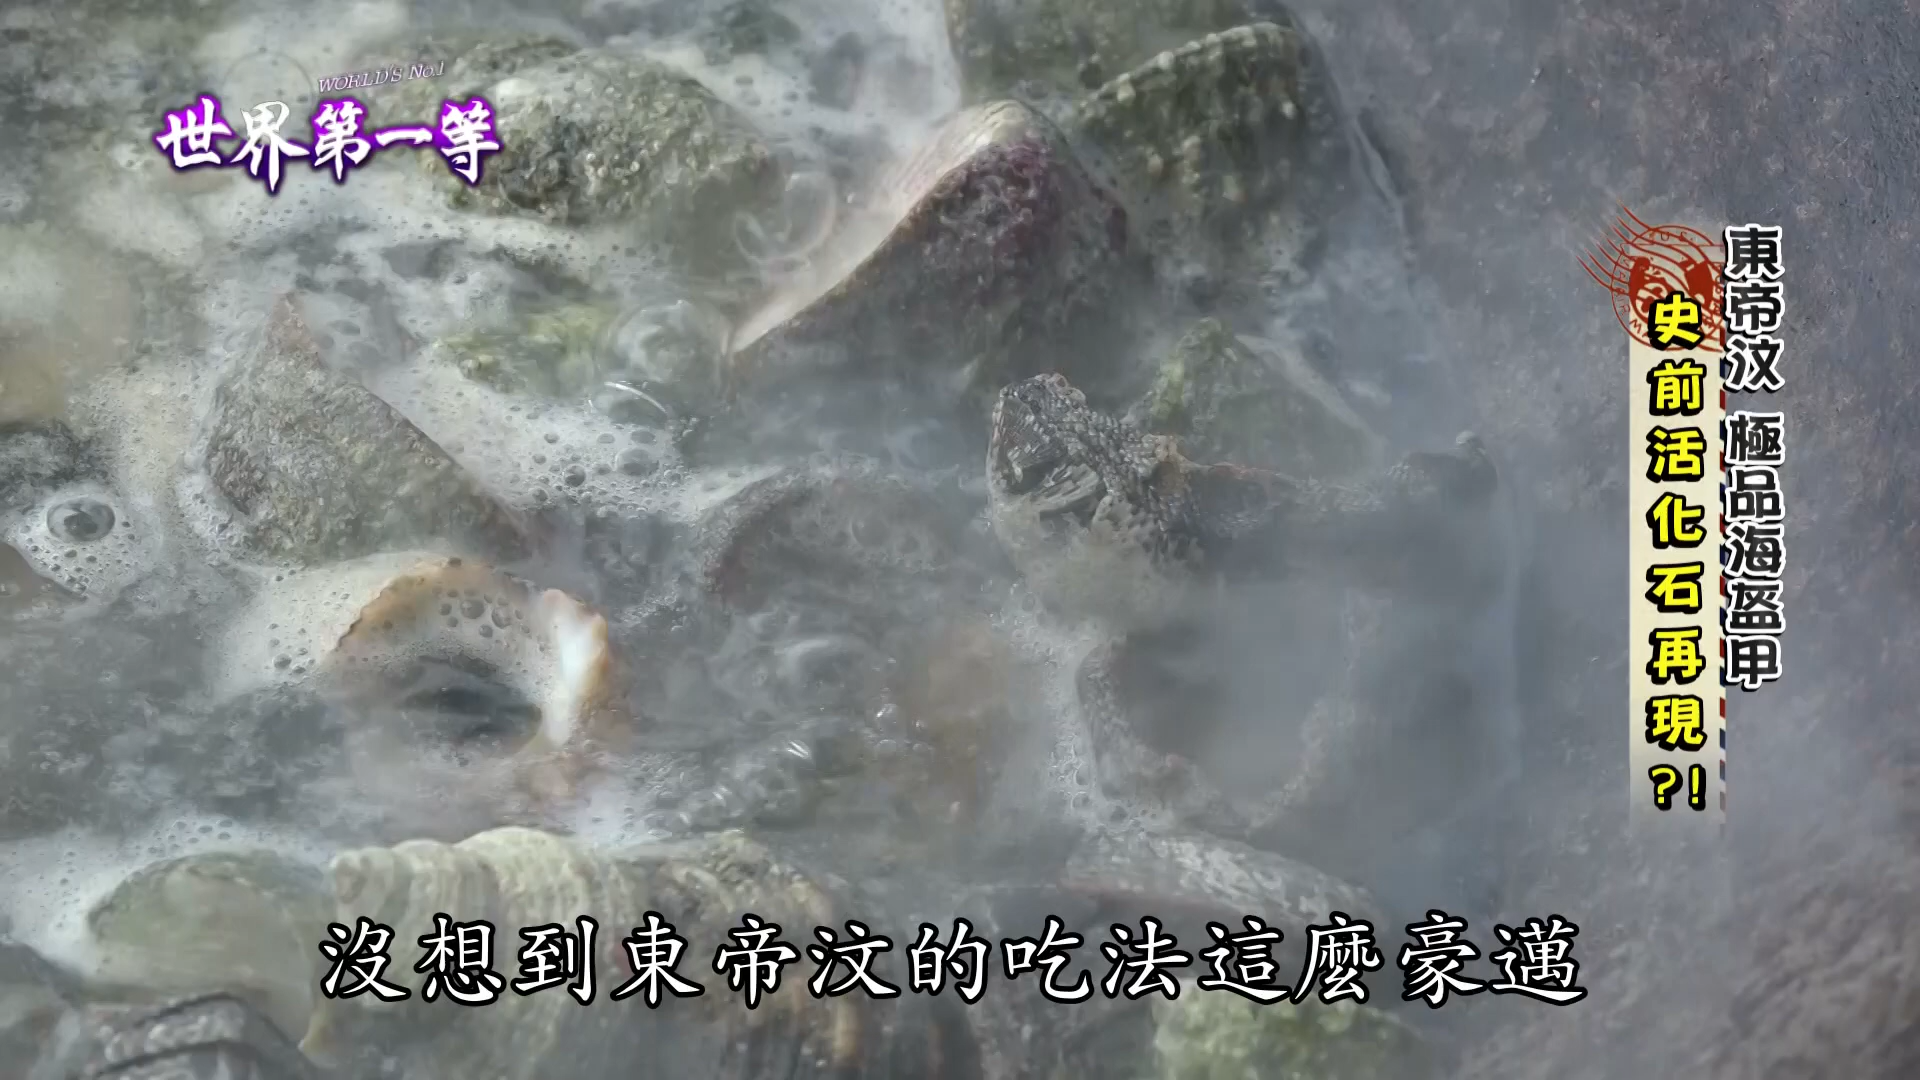 WORLD'S No.1
世界第一等
東帝汶 極品海盔甲
史前活化石再現?!
沒想到東帝汶的吃法這麼豪邁